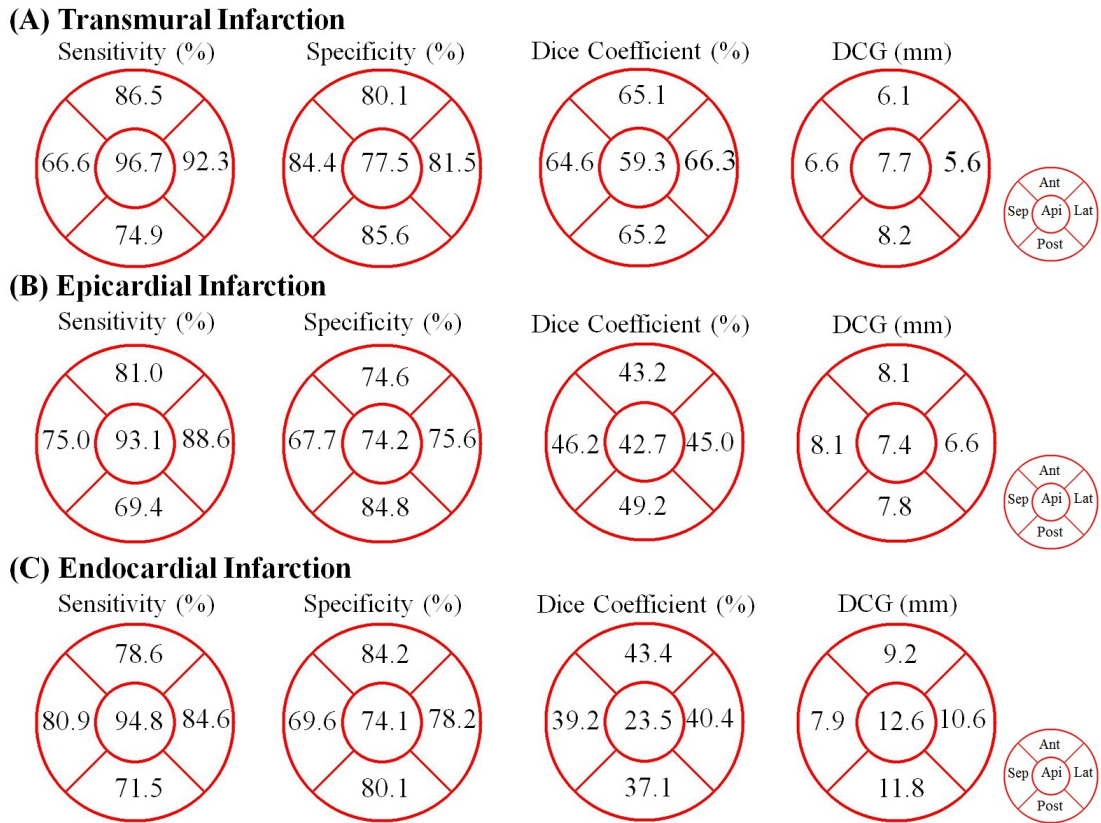 (A) Transmural Infarction
Sensitivity (%) Specificity (%) Dice Coefficient (%) DCG (mm)
86.5 80.1 65.1 6.1
66.6 96.7 92.3 84.4 77.5 81.5 64.6 59.3 66.3 6.6 7.7 5.6
74.9 85.6 65.2 8.2
Ant
Sep Api Lat
Post
(B) Epicardial Infarction
Sensitivity (%) Specificity (%) Dice Coefficient (%) DCG (mm)
81.0 74.6 43.2 8.1
75.0 93.1 88.6 67.7 74.2 75.6 46.2 42.7 45.0 8.1 7.4 6.6
69.4 84.8 49.2 7.8
Ant
Sep Api Lat
Post
(C) Endocardial Infarction
Sensitivity (%) Specificity (%) Dice Coefficient (%) DCG (mm)
78.6 84.2 43.4 9.2
80.9 94.8 84.6 69.6 74.1 78.2 39.2 23.5 40.4 7.9 12.6 10.6
71.5 80.1 37.1 11.8
Ant
Sep Api Lat
Post